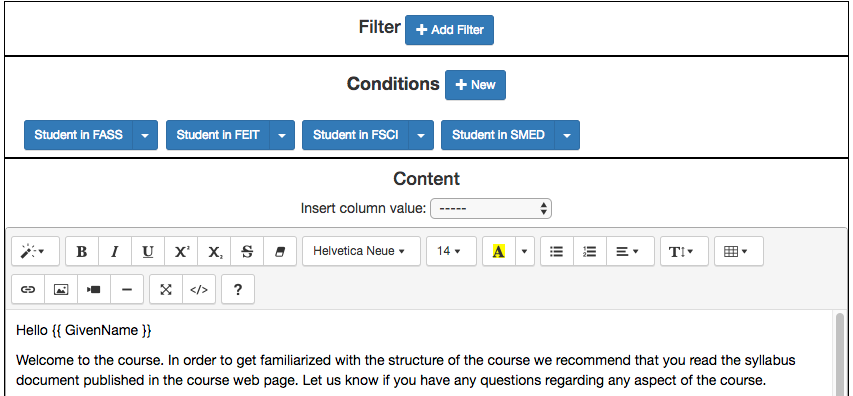 Filter + Add Filter
Conditions + New
Student in FASS Student in FEIT Student in FSCI Student in SMED
Content
Insert column value: -----
B I U X² X₂ S Helvetica Neue 14 A T
</> ?
Hello {{ GivenName }}
Welcome to the course. In order to get familiarized with the structure of the course we recommend that you read the syllabus
document published in the course web page. Let us know if you have any questions regarding any aspect of the course.